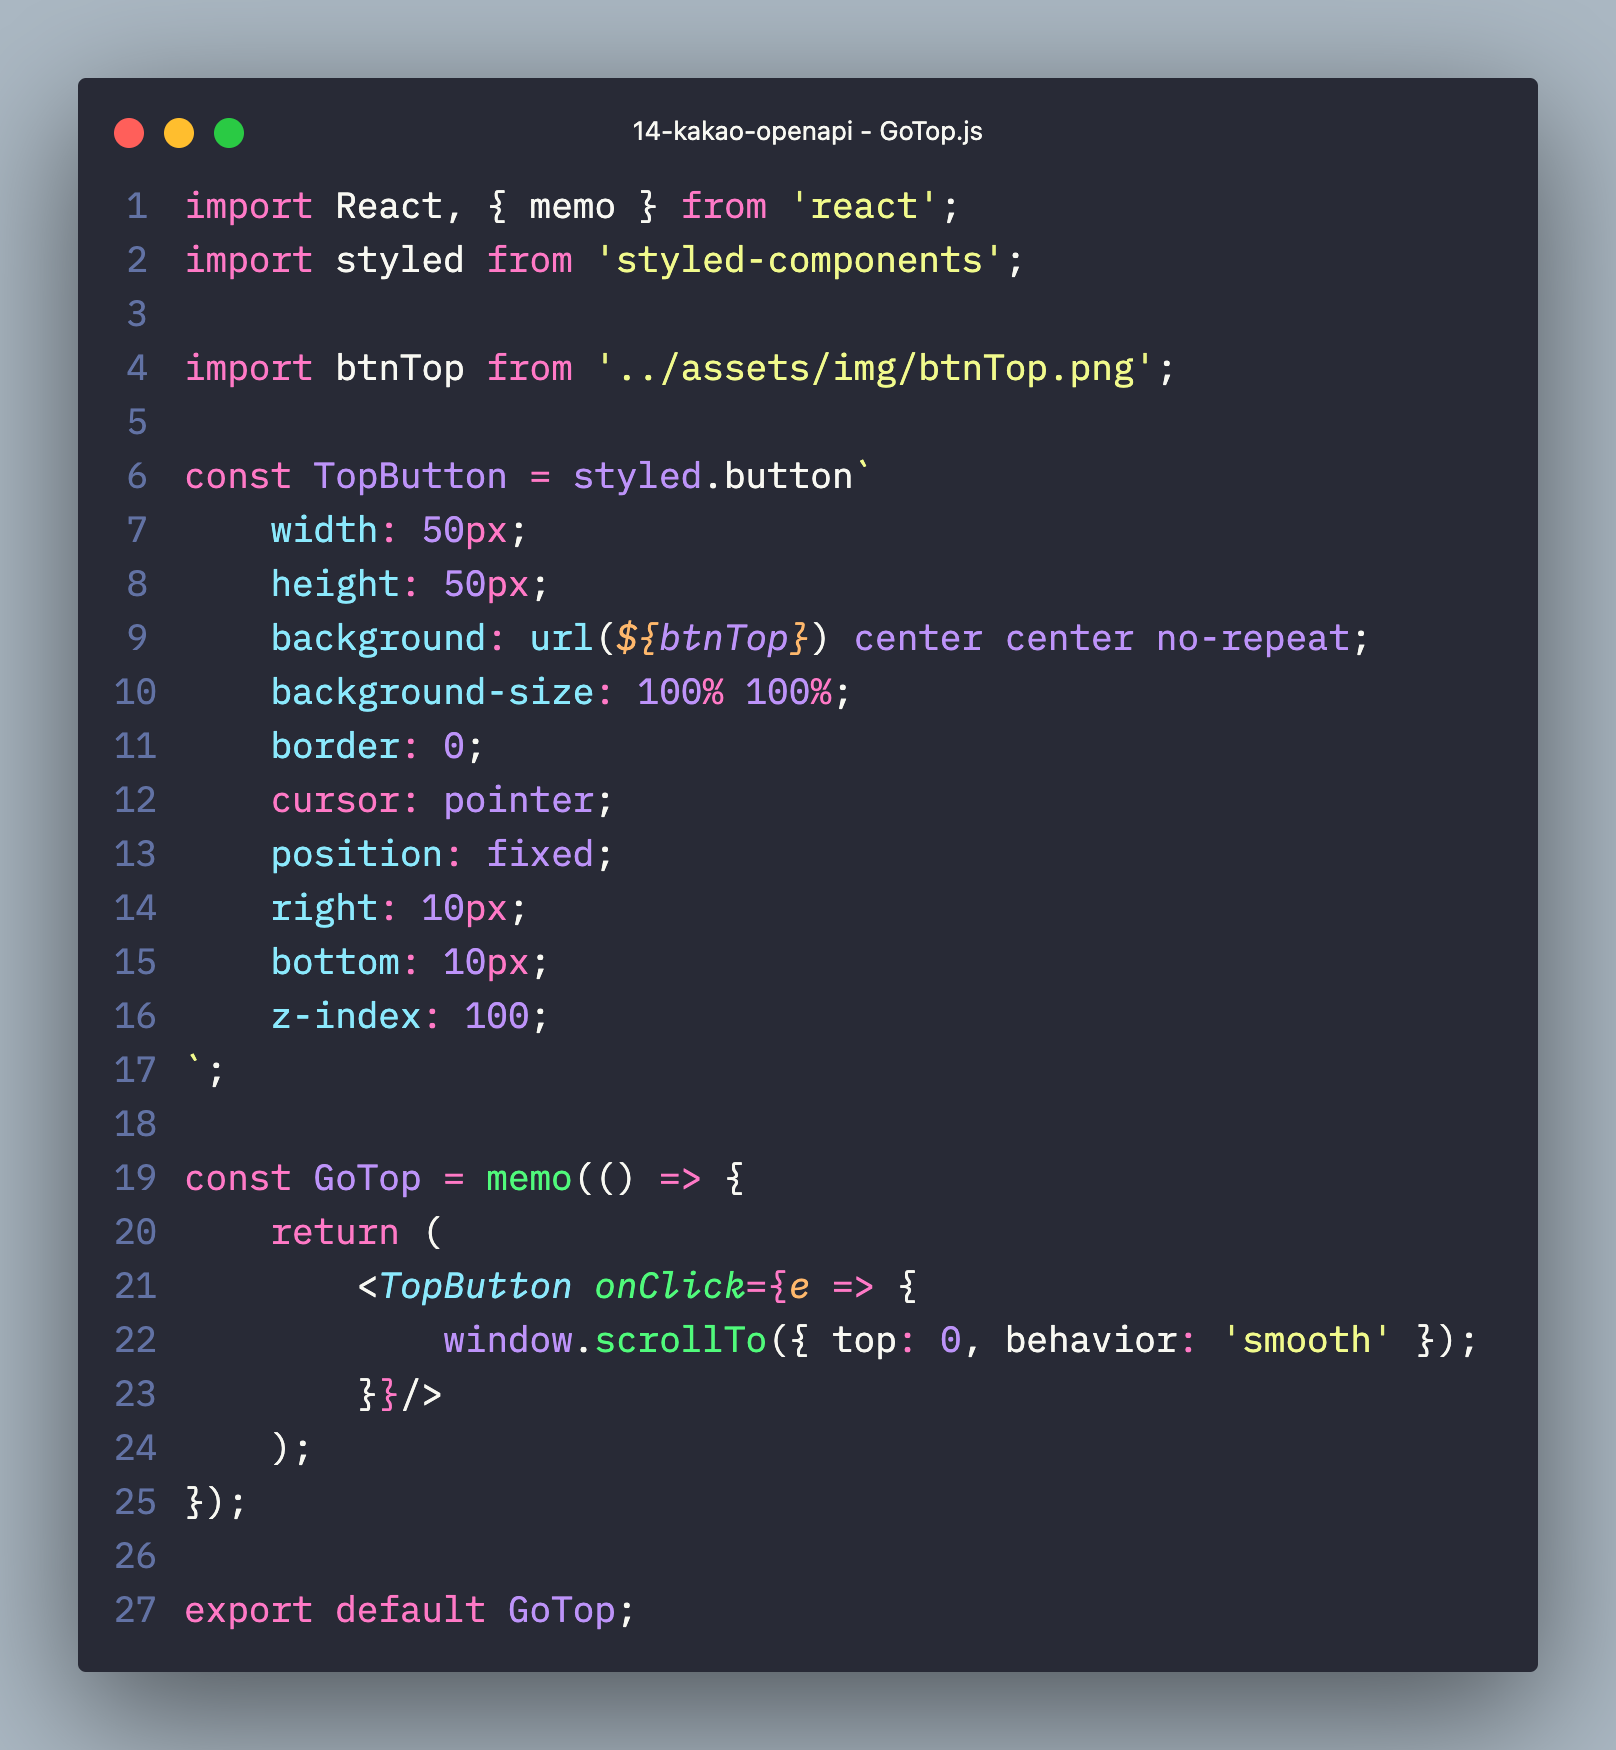 14-kakao-openapi - GoTop.js
1 import React, { memo } from 'react';
2 import styled from 'styled-components';
3
4 import btnTop from '../assets/img/btnTop.png';
5
6 const TopButton = styled.button`
7     width: 50px;
8     height: 50px;
9     background: url(${btnTop}) center center no-repeat;
10     background-size: 100% 100%;
11     border: 0;
12     cursor: pointer;
13     position: fixed;
14     right: 10px;
15     bottom: 10px;
16     z-index: 100;
17 `;
18
19 const GoTop = memo(() => {
20     return (
21         <TopButton onClick={e => {
22             window.scrollTo({ top: 0, behavior: 'smooth' });
23         }}/>
24     );
25 });
26
27 export default GoTop;